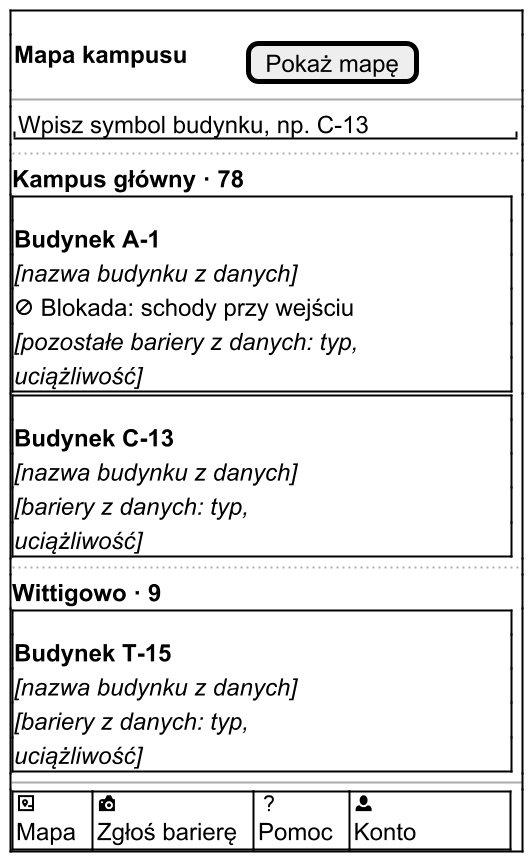 Mapa kampusu Pokaż mapę
Wpisz symbol budynku, np. C-13
Kampus główny · 78
Budynek A-1
[nazwa budynku z danych]
⊘ Blokada: schody przy wejściu
[pozostałe bariery z danych: typ,
uciążliwość]
Budynek C-13
[nazwa budynku z danych]
[bariery z danych: typ,
uciążliwość]
Wittigowo · 9
Budynek T-15
[nazwa budynku z danych]
[bariery z danych: typ,
uciążliwość]
?
Mapa Zgłoś barierę Pomoc Konto